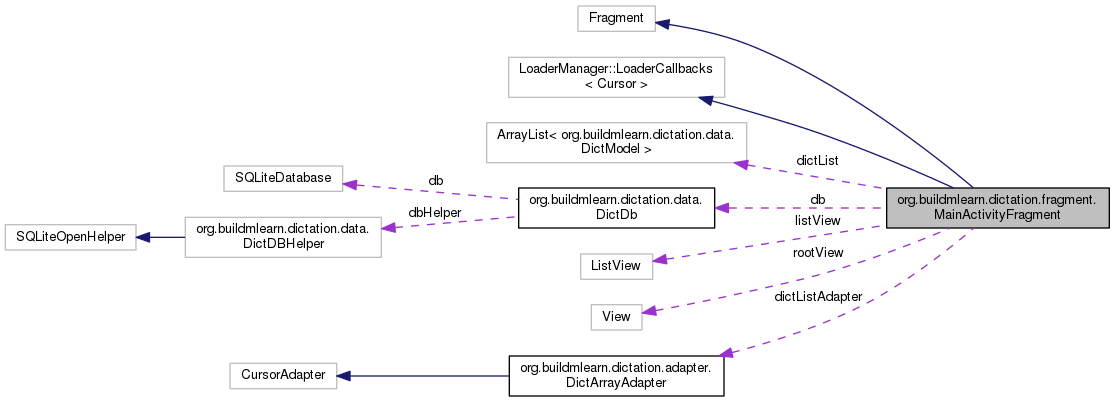 Fragment
LoaderManager::LoaderCallbacks
< Cursor >
ArrayList< org.buildmlearn.dictation.data.
DictModel >
dictList
SQLiteDatabase
db
org.buildmlearn.dictation.data.
DictDb
db
org.buildmlearn.dictation.fragment.
MainActivityFragment
dbHelper
listView
SQLiteOpenHelper
org.buildmlearn.dictation.data.
DictDBHelper
ListView
rootView
View
dictListAdapter
CursorAdapter
org.buildmlearn.dictation.adapter.
DictArrayAdapter